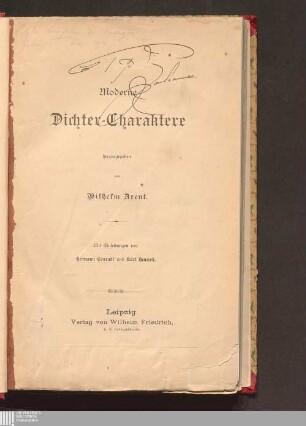 Moderne
Dichter-Charaktere
herausgegeben
von
Wilhelm Arent.
Mit Einleitungen von
Hermann Conradi und Karl Henckell.
Leipzig
Verlag von Wilhelm Friedrich,